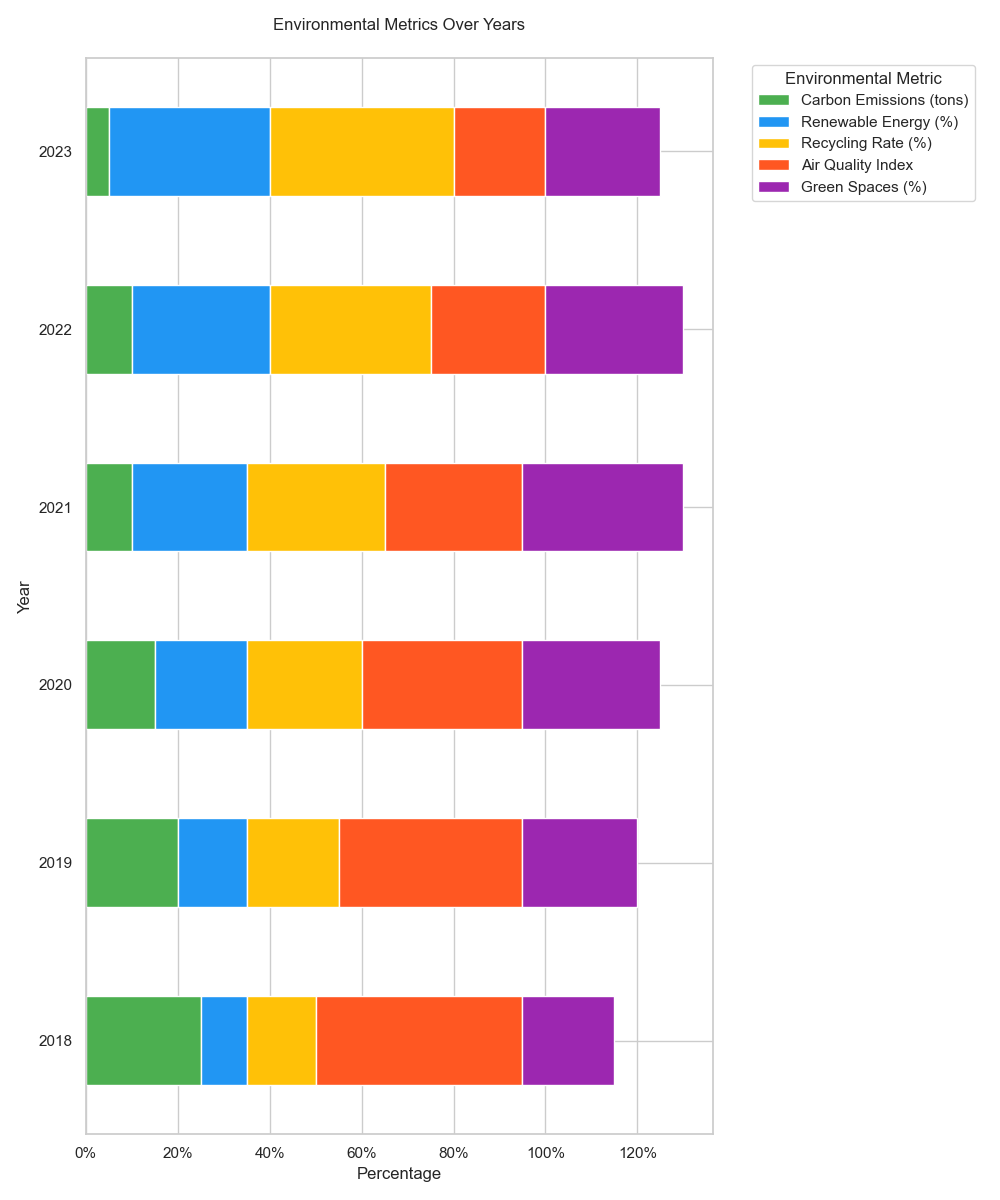 Environmental Metrics Over Years
Environmental Metric
Carbon Emissions (tons)
Renewable Energy (%)
Recycling Rate (%)
Air Quality Index
Green Spaces (%)
Year
2023
2022
2021
2020
2019
2018
0% 20% 40% 60% 80% 100% 120%
Percentage